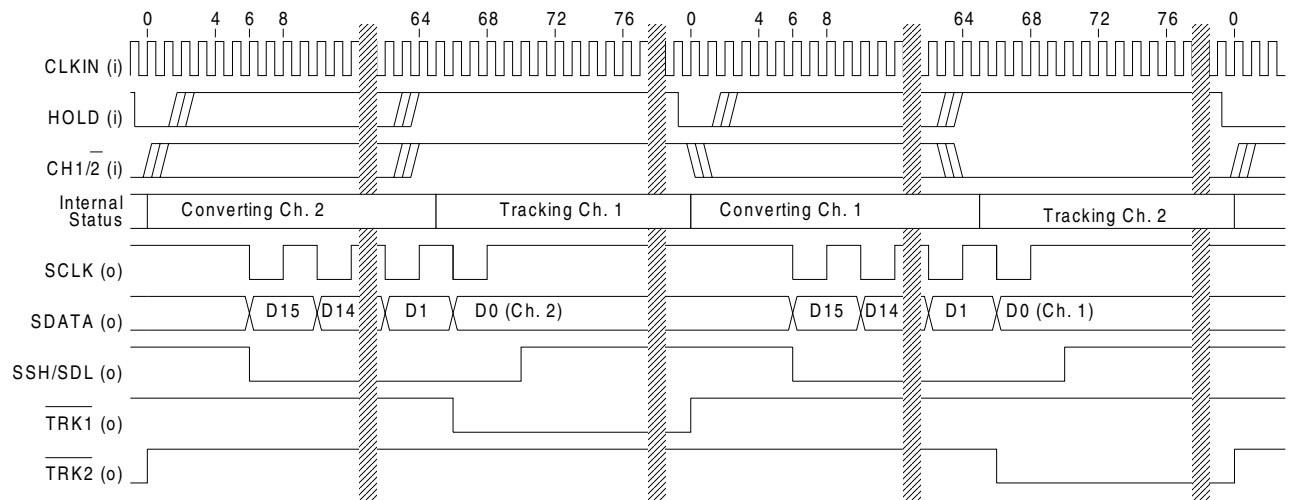 0 4 6 8 64 68 72 76 0 4 6 8 64 68 72 76 0
CLKIN (i)
HOLD (i)
CH1/2̅ (i)
Internal
Status
Converting Ch. 2 Tracking Ch. 1 Converting Ch. 1 Tracking Ch. 2
SCLK (o)
SDATA (o) D15 D14 D1 D0 (Ch. 2) D15 D14 D1 D0 (Ch. 1)
SSH/SDL (o)
T̅R̅K̅1̅ (o)
T̅R̅K̅2̅ (o)